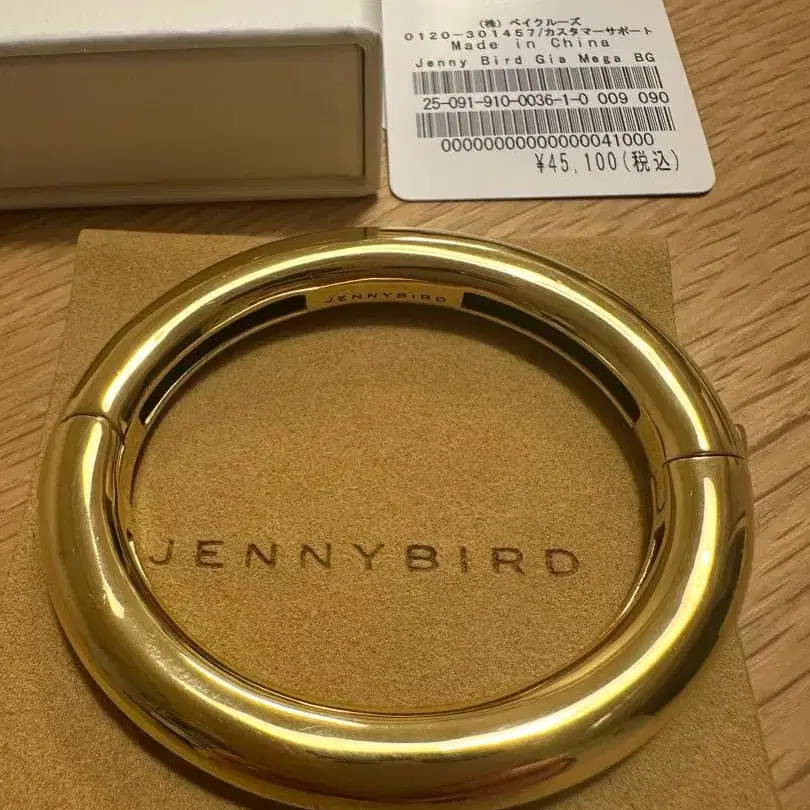 (株) ベイクルーズ
0120-301457/カスタマーサポート
Made in China
Jenny Bird Gia Mega BG
25-091-910-0036-1-0 009 090
00000000000000041000
¥45,100(税込)
JENNYBIRD
JENNYBIRD